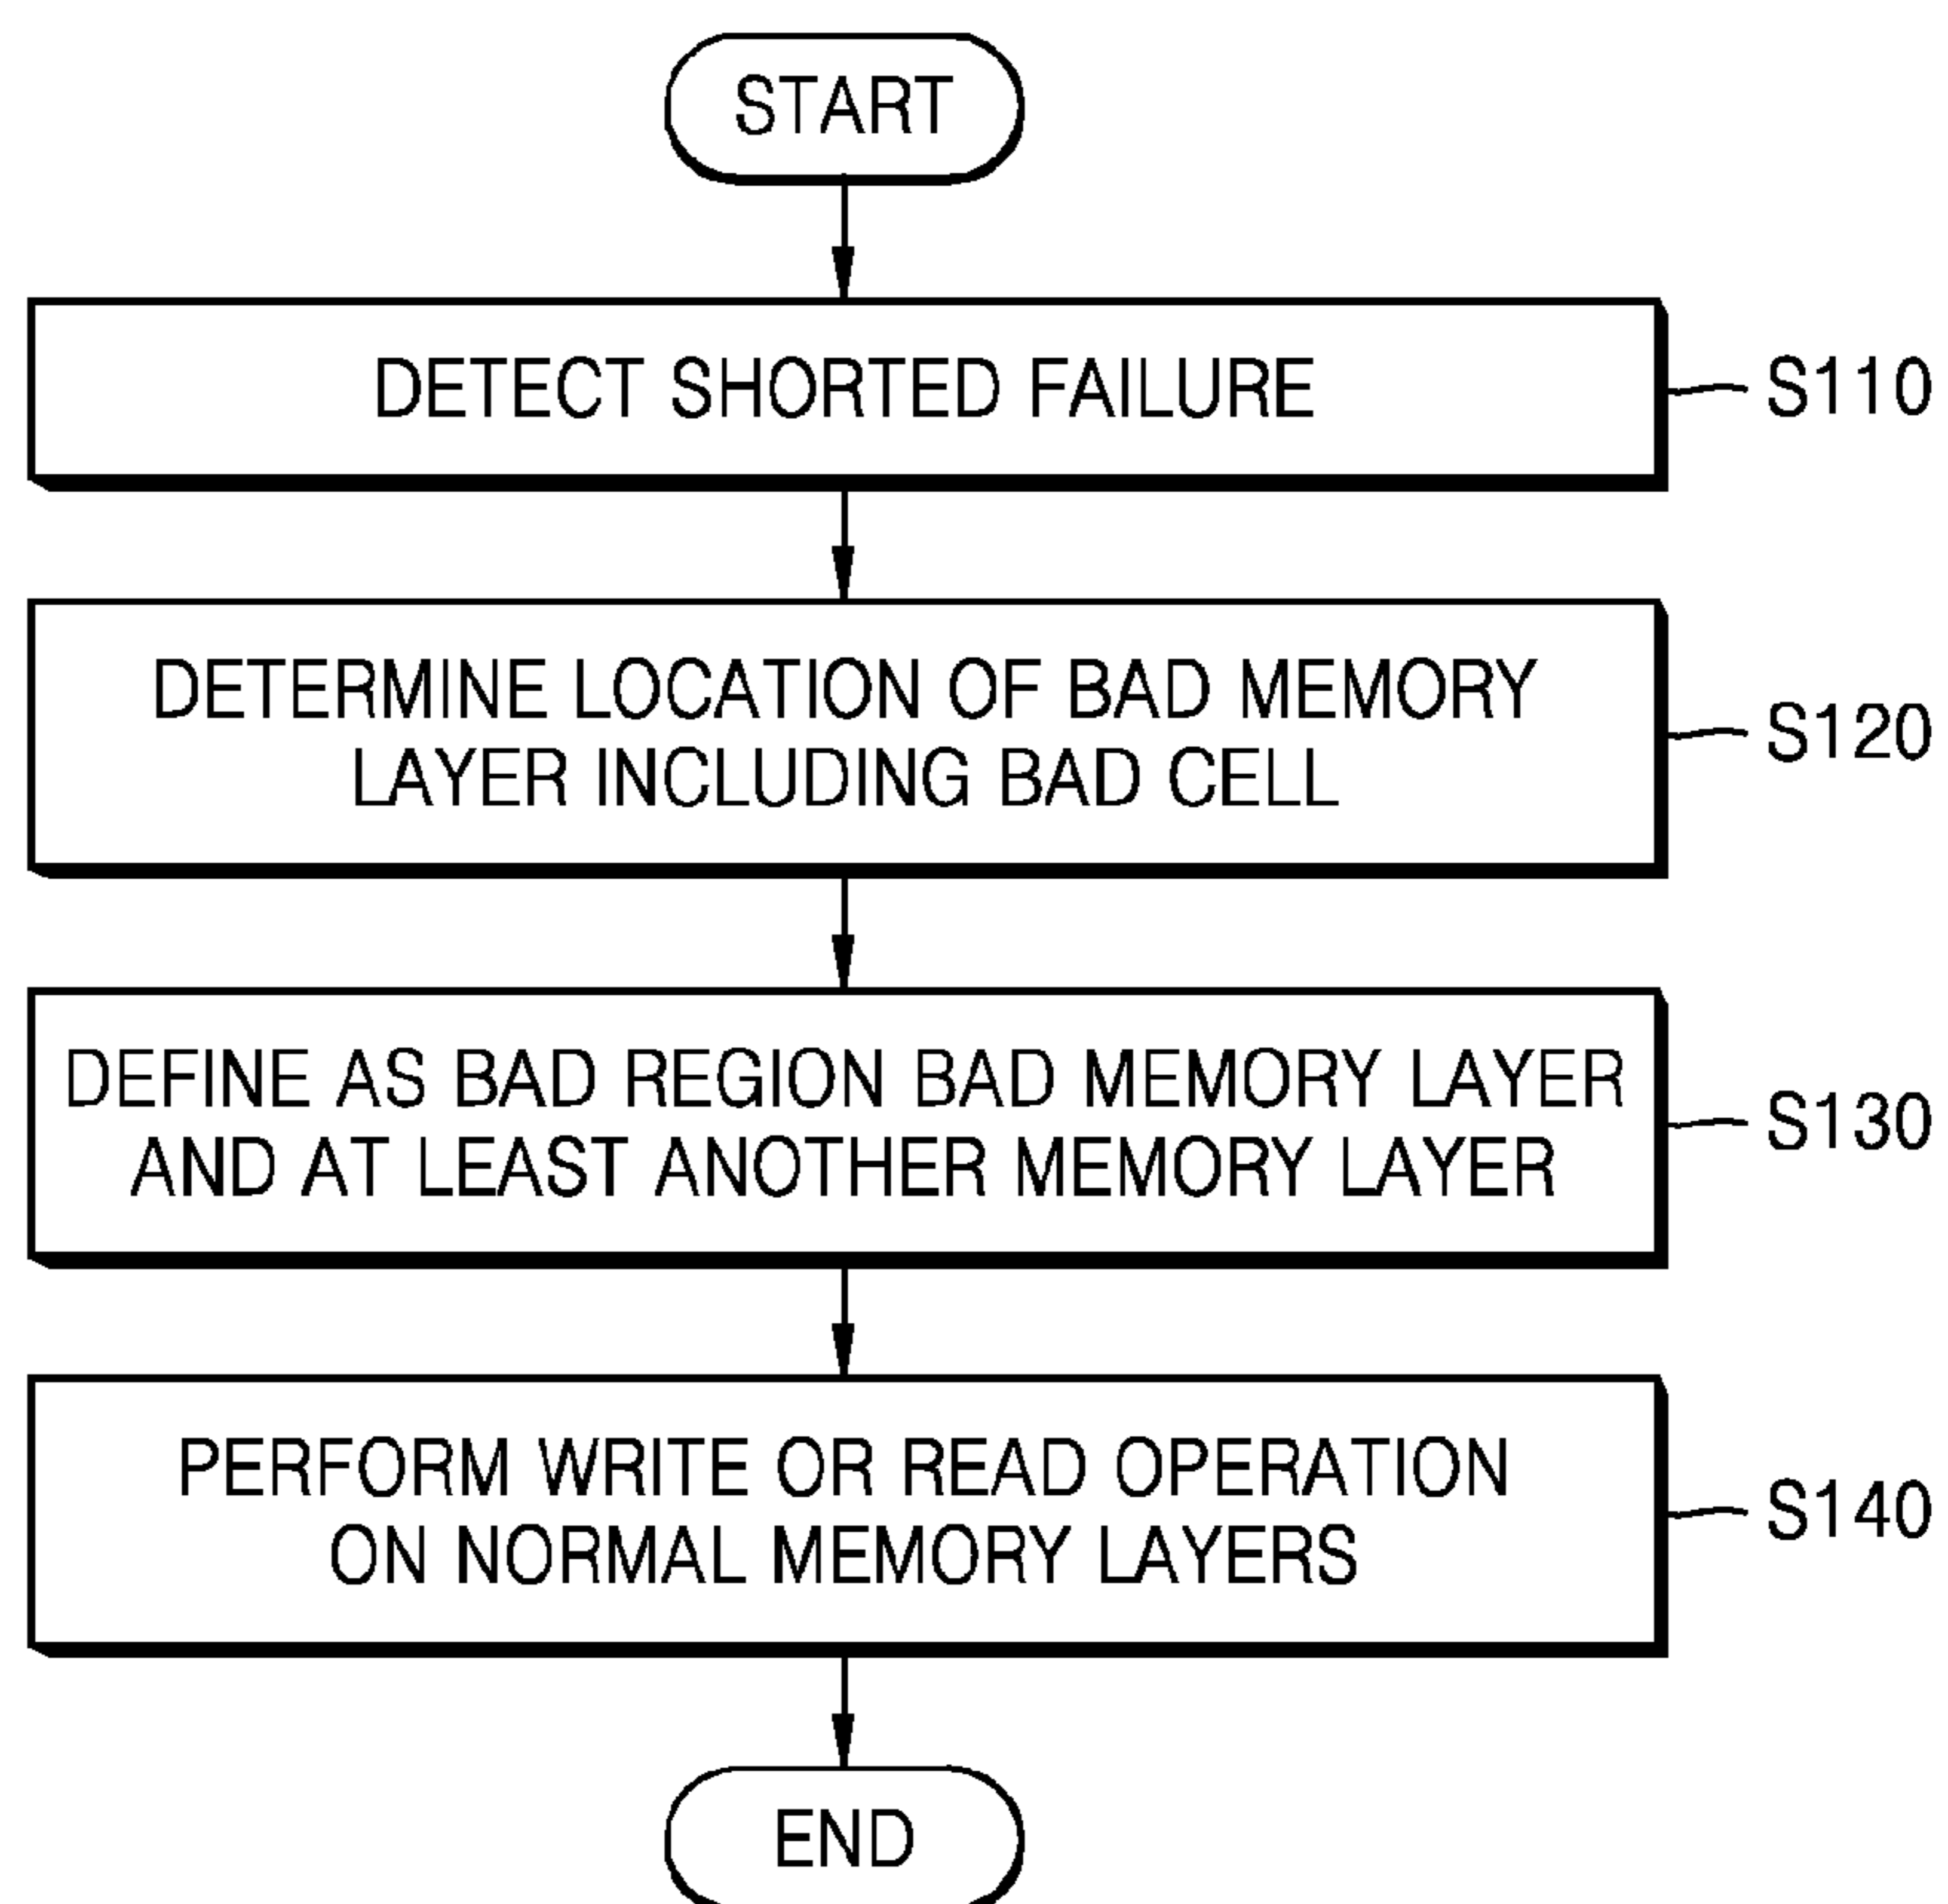 START
DETECT SHORTED FAILURE
S110
DETERMINE LOCATION OF BAD MEMORY
LAYER INCLUDING BAD CELL
S120
DEFINE AS BAD REGION BAD MEMORY LAYER
AND AT LEAST ANOTHER MEMORY LAYER
S130
PERFORM WRITE OR READ OPERATION
ON NORMAL MEMORY LAYERS
S140
END